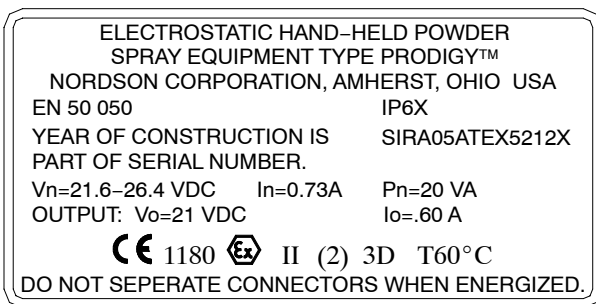 ELECTROSTATIC HAND–HELD POWDER
SPRAY EQUIPMENT TYPE PRODIGY™
NORDSON CORPORATION, AMHERST, OHIO USA
EN 50 050 IP6X
YEAR OF CONSTRUCTION IS SIRA05ATEX5212X
PART OF SERIAL NUMBER.
Vn=21.6–26.4 VDC In=0.73A Pn=20 VA
OUTPUT: Vo=21 VDC Io=.60 A
CE 1180 Ex II (2) 3D T60°C
DO NOT SEPERATE CONNECTORS WHEN ENERGIZED.